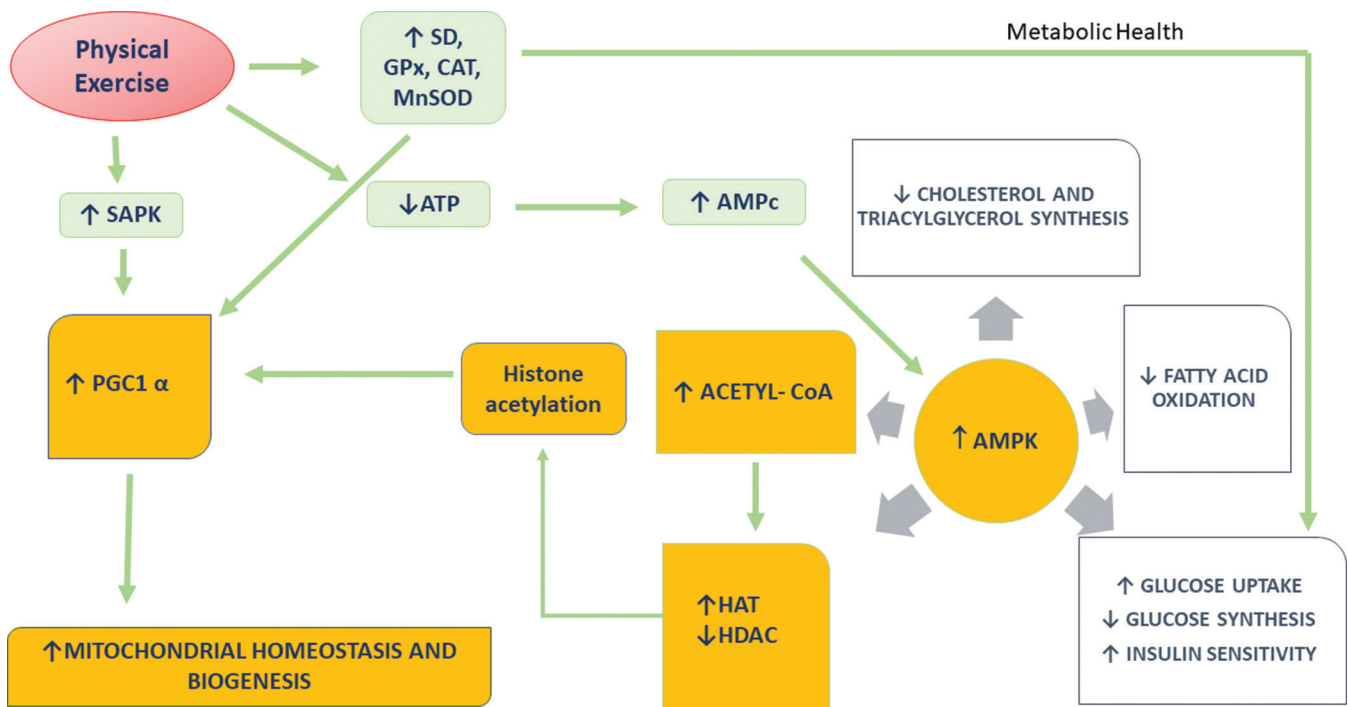 Physical
Exercise
↑ SD,
GPx, CAT,
MnSOD
Metabolic Health
↑ SAPK
↓ATP
↑ AMPc
↓ CHOLESTEROL AND
TRIACYLGLYCEROL SYNTHESIS
↑ PGC1 α
Histone
acetylation
↑ ACETYL- CoA
↑AMPK
↓ FATTY ACID
OXIDATION
↑HAT
↓HDAC
↑ GLUCOSE UPTAKE
↓ GLUCOSE SYNTHESIS
↑ INSULIN SENSITIVITY
↑MITOCHONDRIAL HOMEOSTASIS AND
BIOGENESIS